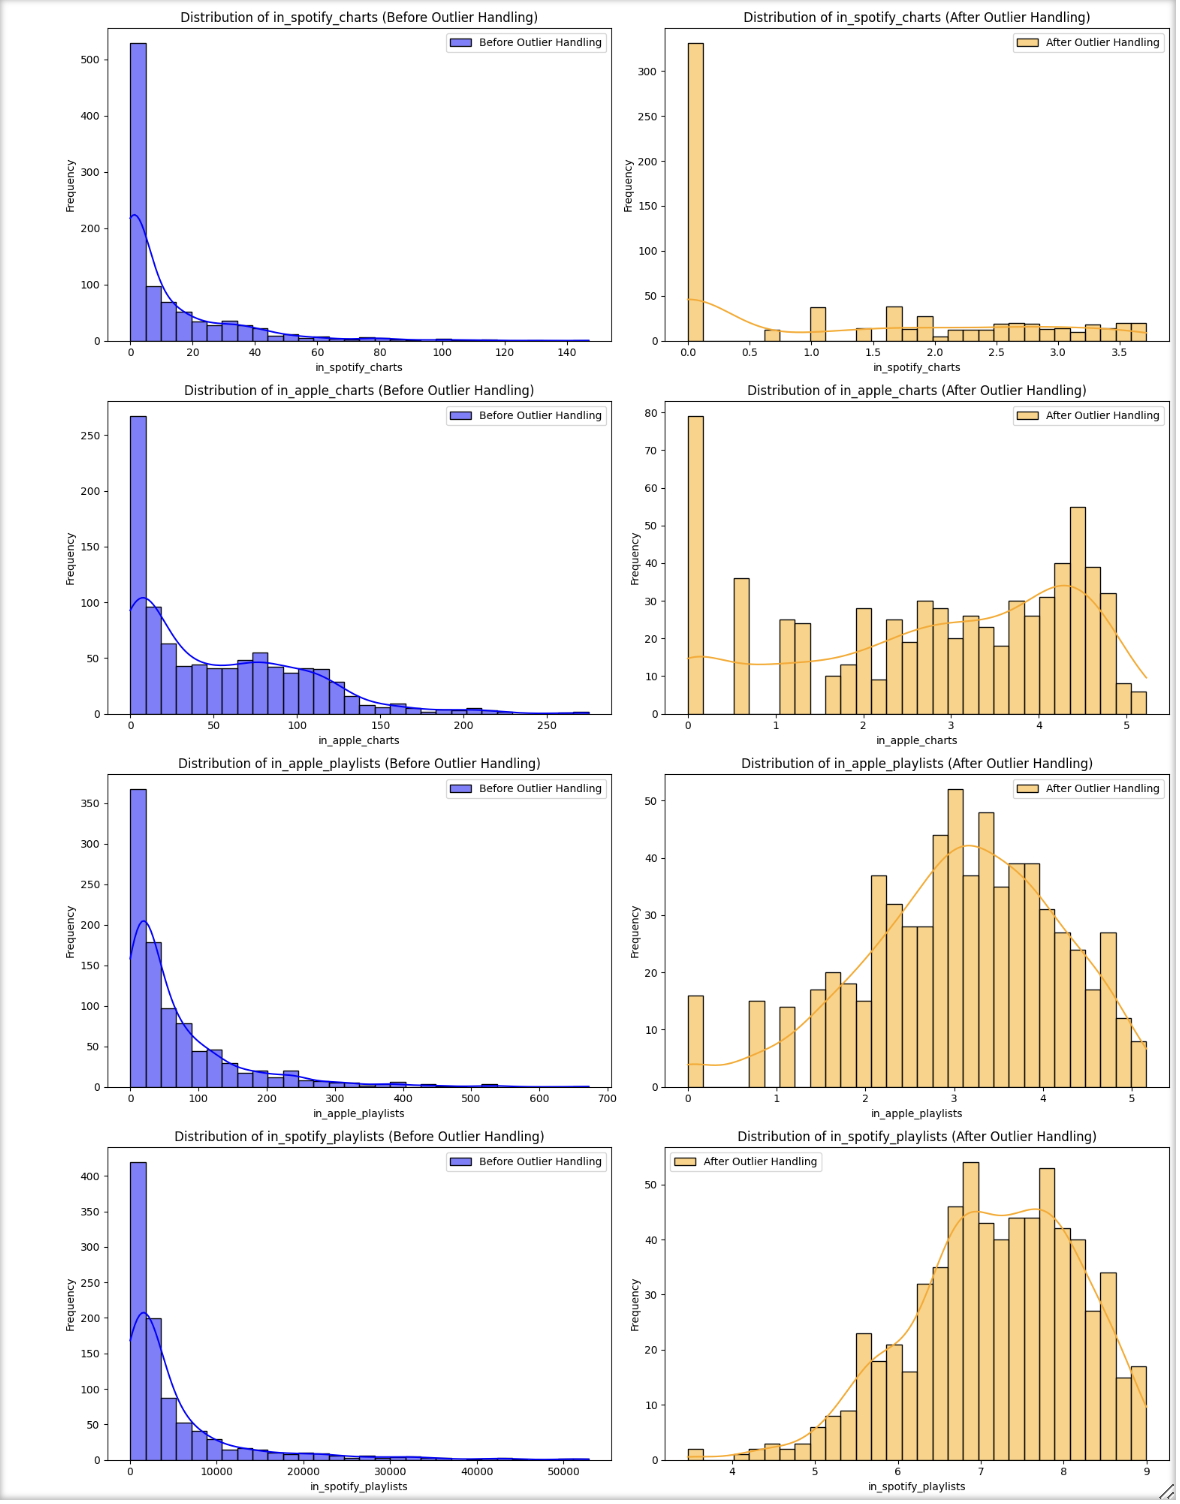 Distribution of in_spotify_charts (Before Outlier Handling)
Before Outlier Handling
500
400
300
200
100
0
Frequency
0 20 40 60 80 100 120 140
in_spotify_charts
Distribution of in_spotify_charts (After Outlier Handling)
After Outlier Handling
300
250
200
150
100
50
0
Frequency
0.0 0.5 1.0 1.5 2.0 2.5 3.0 3.5
in_spotify_charts
Distribution of in_apple_charts (Before Outlier Handling)
Before Outlier Handling
250
200
150
100
50
0
Frequency
0 50 100 150 200 250
in_apple_charts
Distribution of in_apple_charts (After Outlier Handling)
After Outlier Handling
80
70
60
50
40
30
20
10
0
Frequency
0 1 2 3 4 5
in_apple_charts
Distribution of in_apple_playlists (Before Outlier Handling)
Before Outlier Handling
350
300
250
200
150
100
50
0
Frequency
0 100 200 300 400 500 600 700
in_apple_playlists
Distribution of in_apple_playlists (After Outlier Handling)
After Outlier Handling
50
40
30
20
10
0
Frequency
0 1 2 3 4 5
in_apple_playlists
Distribution of in_spotify_playlists (Before Outlier Handling)
Before Outlier Handling
400
350
300
250
200
150
100
50
0
Frequency
0 10000 20000 30000 40000 50000
in_spotify_playlists
Distribution of in_spotify_playlists (After Outlier Handling)
After Outlier Handling
50
40
30
20
10
0
Frequency
4 5 6 7 8 9
in_spotify_playlists